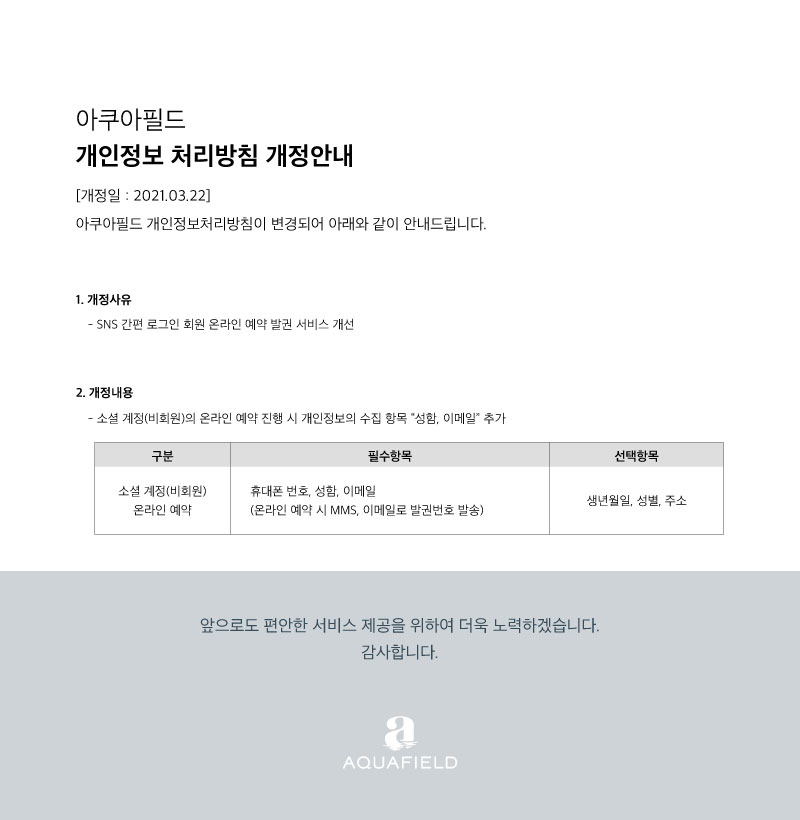 아쿠아필드
개인정보 처리방침 개정안내
[개정일 : 2021.03.22]
아쿠아필드 개인정보처리방침이 변경되어 아래와 같이 안내드립니다.
1. 개정사유
- SNS 간편 로그인 회원 온라인 예약 발권 서비스 개선
2. 개정내용
- 소셜 계정(비회원)의 온라인 예약 진행 시 개인정보의 수집 항목 “성함, 이메일” 추가
구분 필수항목 선택항목
소셜 계정(비회원)
온라인 예약
휴대폰 번호, 성함, 이메일
(온라인 예약 시 MMS, 이메일로 발권번호 발송)
생년월일, 성별, 주소
앞으로도 편안한 서비스 제공을 위하여 더욱 노력하겠습니다.
감사합니다.
a
AQUAFIELD